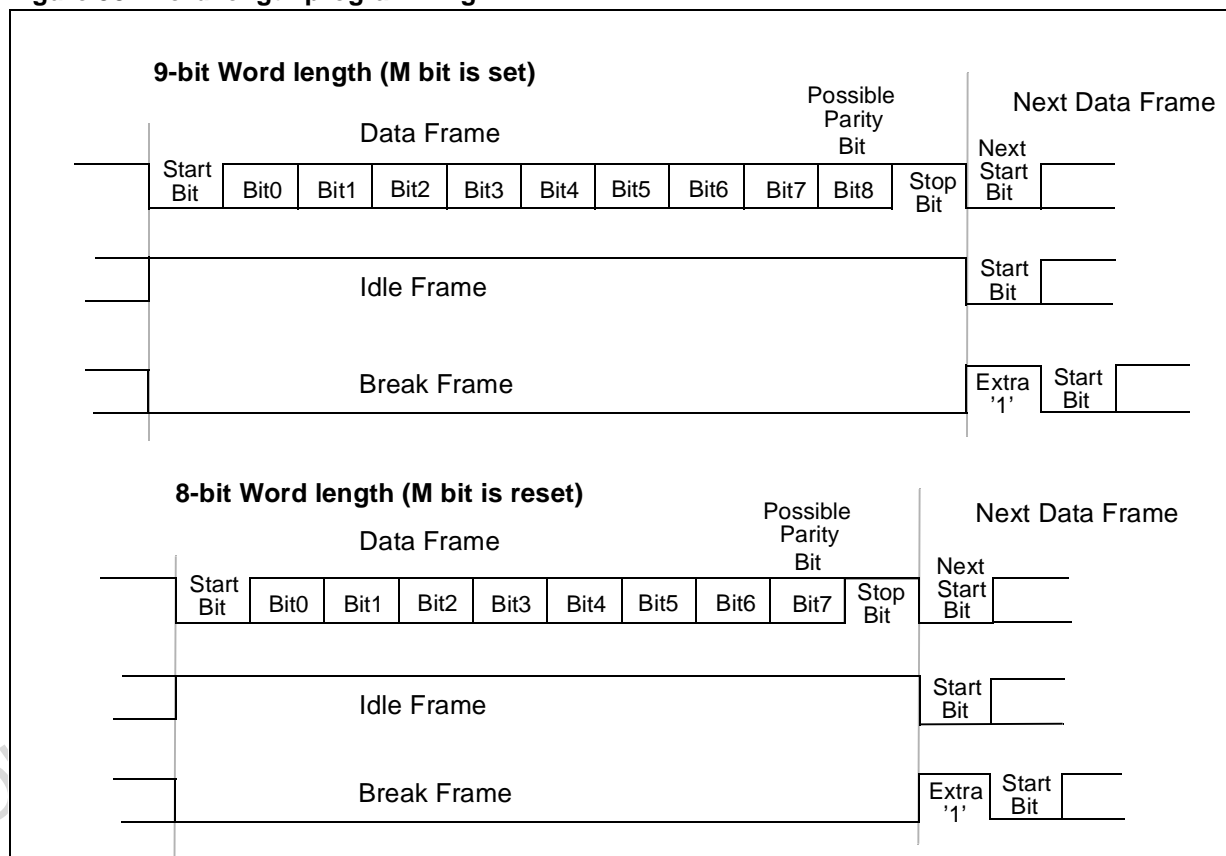 9-bit Word length (M bit is set)
Possible
Parity
Bit
Next Data Frame
Data Frame
Start
Bit
Bit0
Bit1
Bit2
Bit3
Bit4
Bit5
Bit6
Bit7
Bit8
Stop
Bit
Next
Start
Bit
Idle Frame
Start
Bit
Break Frame
Extra
'1'
Start
Bit
8-bit Word length (M bit is reset)
Possible
Parity
Bit
Next Data Frame
Data Frame
Start
Bit
Bit0
Bit1
Bit2
Bit3
Bit4
Bit5
Bit6
Bit7
Stop
Bit
Next
Start
Bit
Idle Frame
Start
Bit
Break Frame
Extra
'1'
Start
Bit